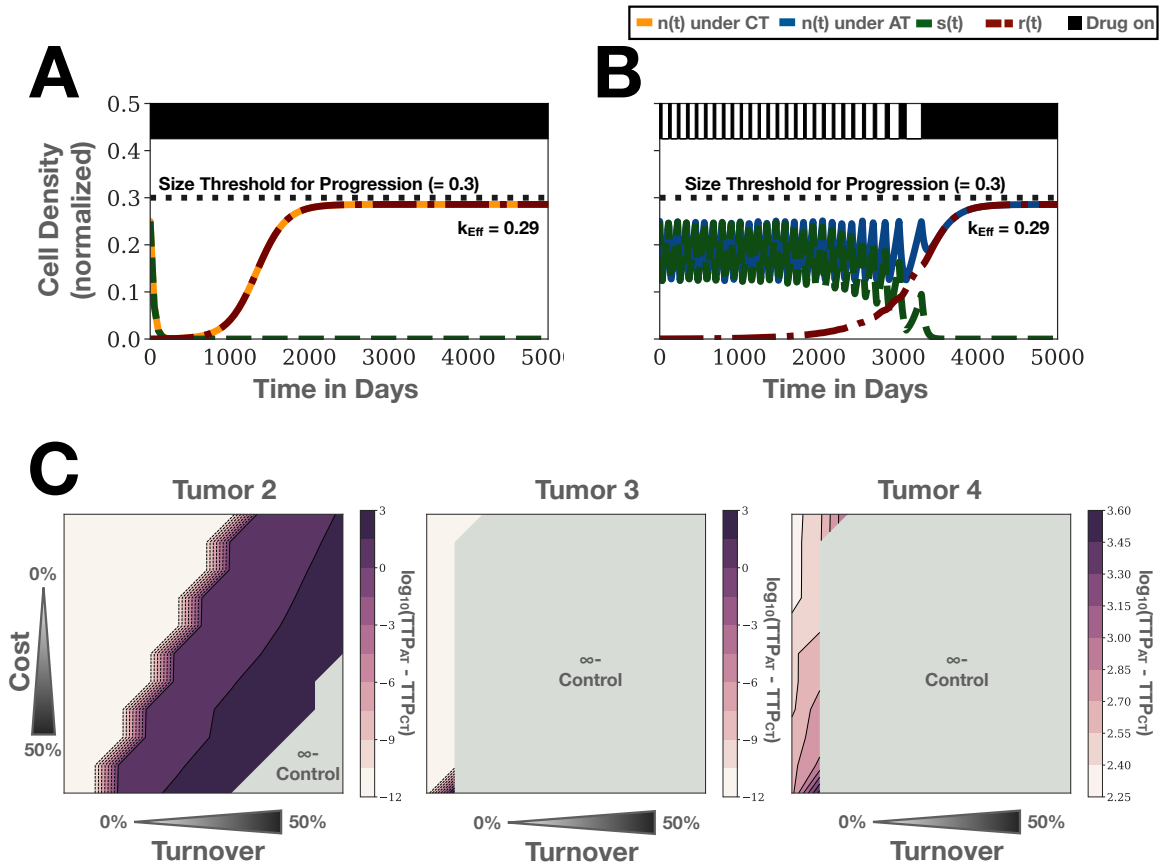 n(t) under CT n(t) under AT s(t) r(t) Drug on
A
B
0.5
0.4
0.3
0.2
0.1
0.0
Cell Density
(normalized)
Size Threshold for Progression (= 0.3)
kEff = 0.29
0 1000 2000 3000 4000 5000
Time in Days
Size Threshold for Progression (= 0.3)
kEff = 0.29
0 1000 2000 3000 4000 5000
Time in Days
C
Tumor 2
Tumor 3
Tumor 4
0%
Cost
50%
∞-
Control
3
0
−3
−6
−9
−12
log10(TTPAT - TTPCT)
0% 50%
Turnover
∞-
Control
3
0
−3
−6
−9
−12
log10(TTPAT - TTPCT)
0% 50%
Turnover
∞-
Control
3.60
3.45
3.30
3.15
3.00
2.85
2.70
2.55
2.40
2.25
log10(TTPAT - TTPCT)
0% 50%
Turnover